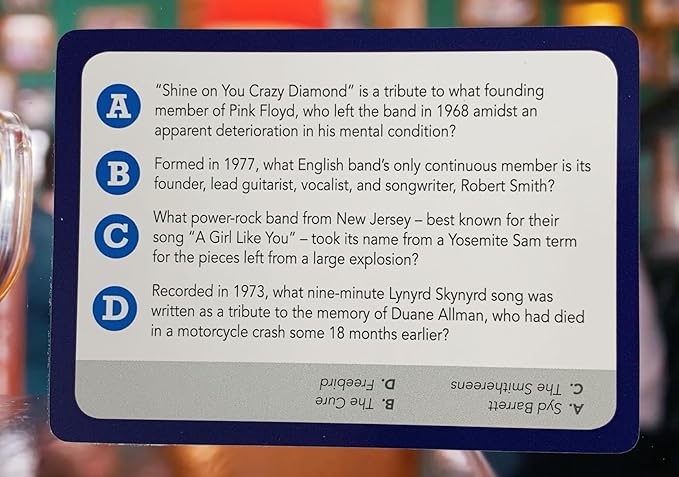 A
"Shine on You Crazy Diamond" is a tribute to what founding
member of Pink Floyd, who left the band in 1968 amidst an
apparent deterioration in his mental condition?
B
Formed in 1977, what English band's only continuous member is its
founder, lead guitarist, vocalist, and songwriter, Robert Smith?
C
What power-rock band from New Jersey – best known for their
song "A Girl Like You" – took its name from a Yosemite Sam term
for the pieces left from a large explosion?
D
Recorded in 1973, what nine-minute Lynyrd Skynyrd song was
written as a tribute to the memory of Duane Allman, who had died
in a motorcycle crash some 18 months earlier?
A. Syd Barrett
B. The Cure
C. The Smithereens
D. Freebird